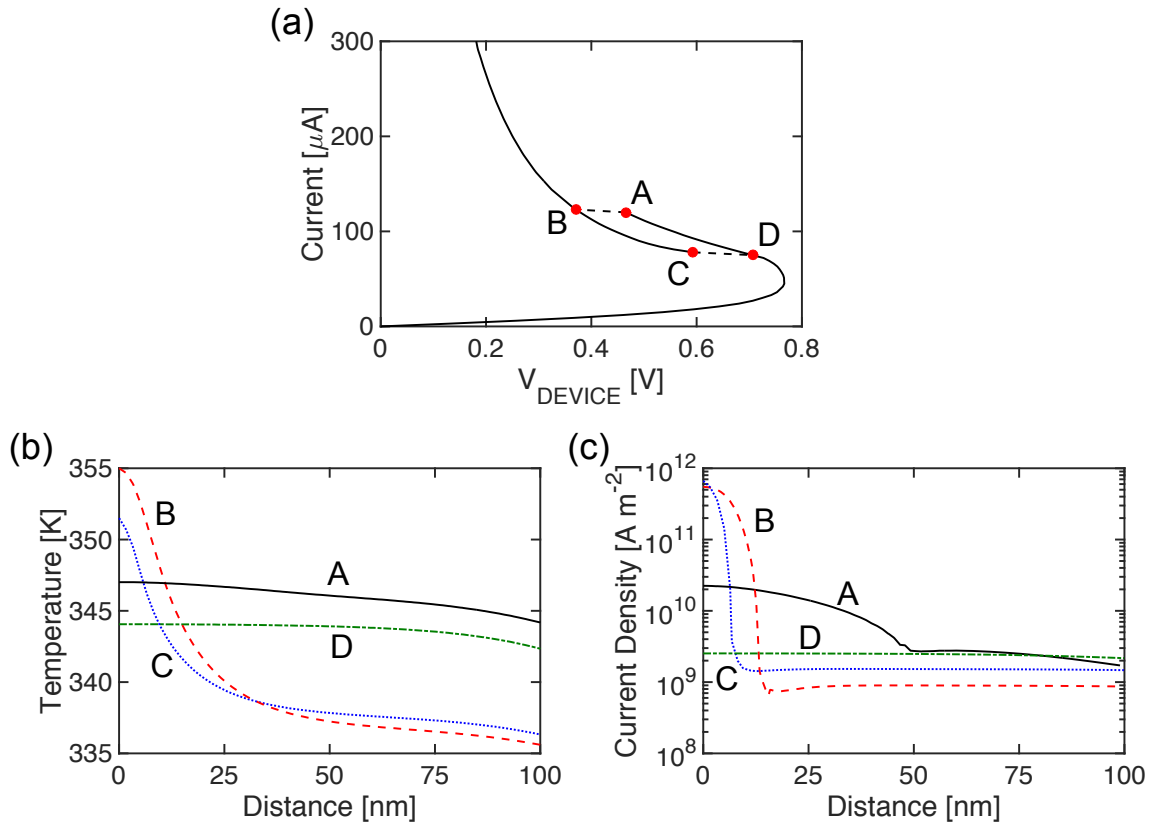 (a)
300
200
100
0
Current [μA]
A
B
C
D
0 0.2 0.4 0.6 0.8
V_DEVICE [V]
(b)
355
350
345
340
335
Temperature [K]
B
A
D
C
0 25 50 75 100
Distance [nm]
(c)
10^12
10^11
10^10
10^9
10^8
Current Density [A m^-2]
B
A
D
C
0 25 50 75 100
Distance [nm]